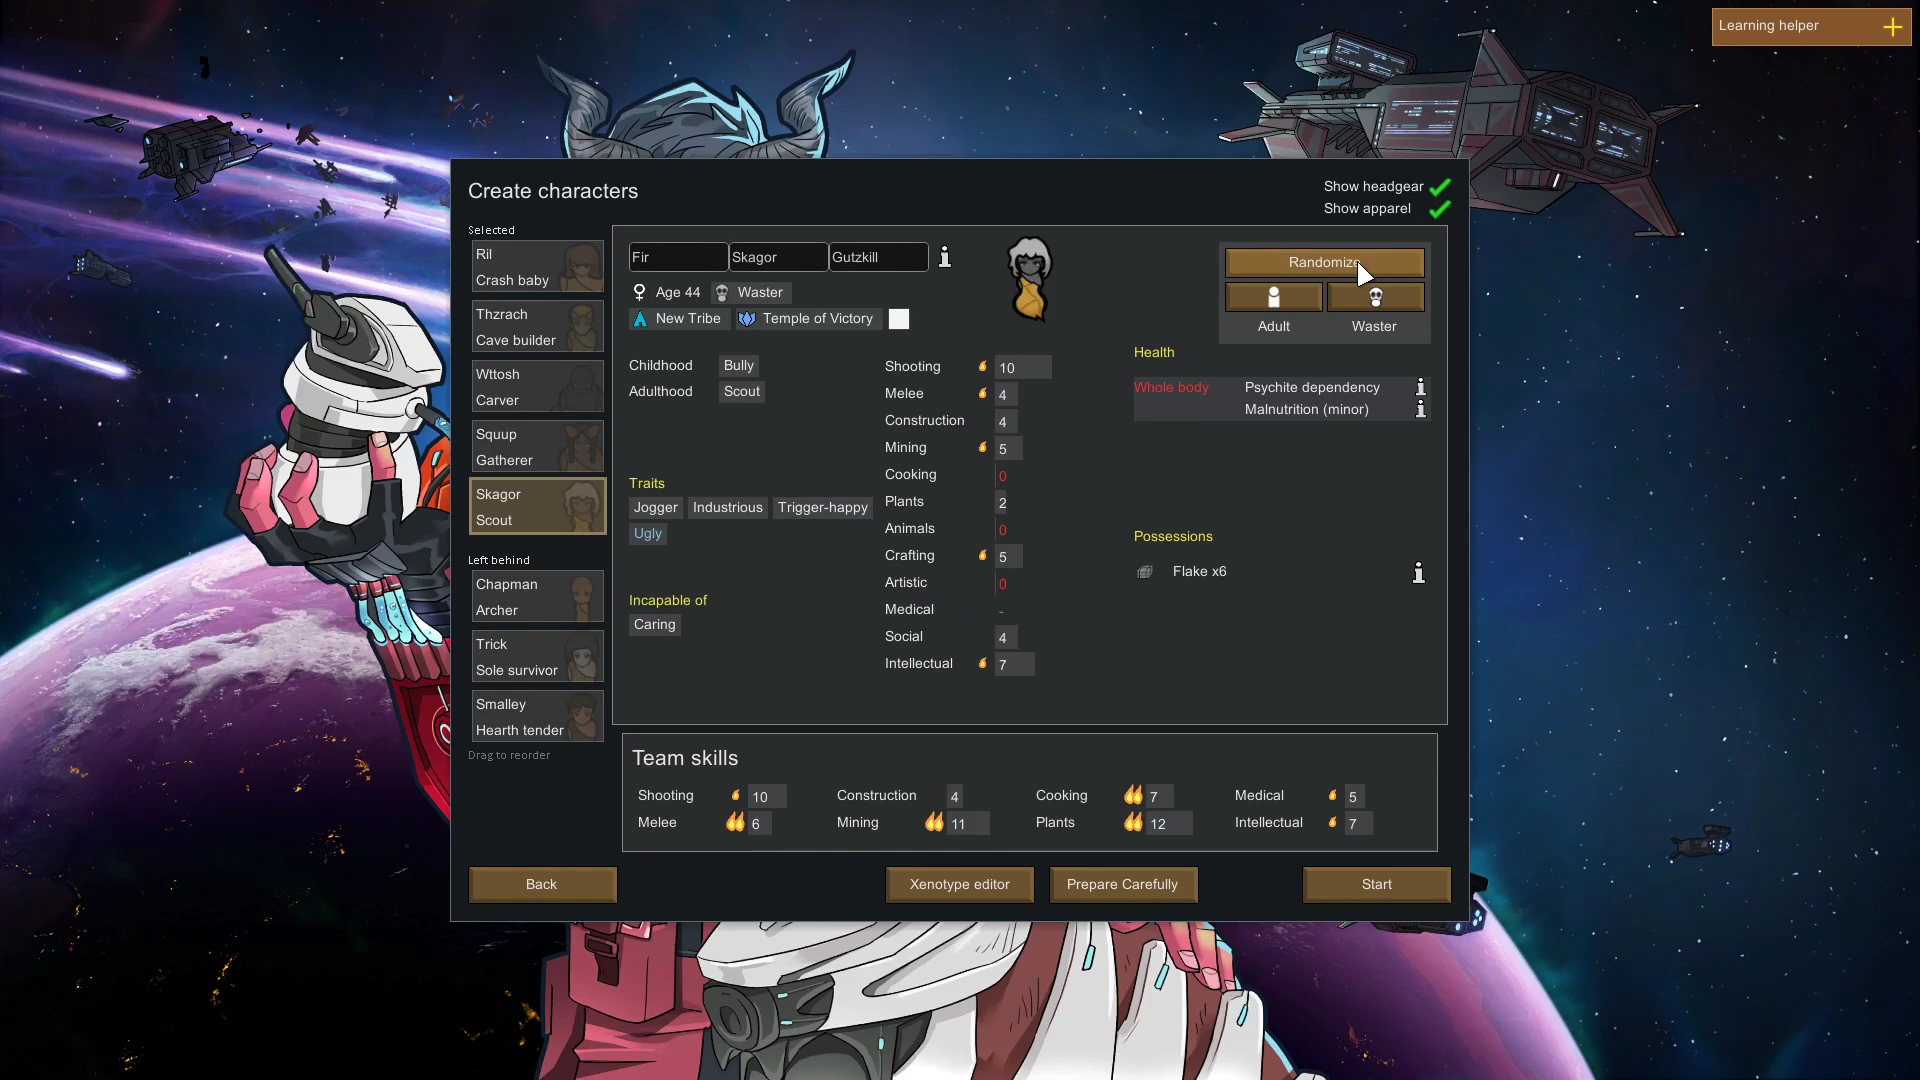 Learning helper
Create characters
Show headgear
Show apparel
Selected
Ril
Crash baby
Thzrach
Cave builder
Wttosh
Carver
Squup
Gatherer
Skagor
Scout
Left behind
Chapman
Archer
Trick
Sole survivor
Smalley
Hearth tender
Drag to reorder
Fir Skagor Gutzkill
Age 44 Waster
New Tribe Temple of Victory
Childhood Bully
Adulthood Scout
Traits
Jogger Industrious Trigger-happy
Ugly
Incapable of
Caring
Shooting 10
Melee 4
Construction 4
Mining 5
Cooking 0
Plants 2
Animals 0
Crafting 5
Artistic 0
Medical -
Social 4
Intellectual 7
Randomize
Adult Waster
Health
Whole body Psychite dependency
Malnutrition (minor)
Possessions
Flake x6
Team skills
Shooting 10 Construction 4 Cooking 7 Medical 5
Melee 6 Mining 11 Plants 12 Intellectual 7
Back Xenotype editor Prepare Carefully Start